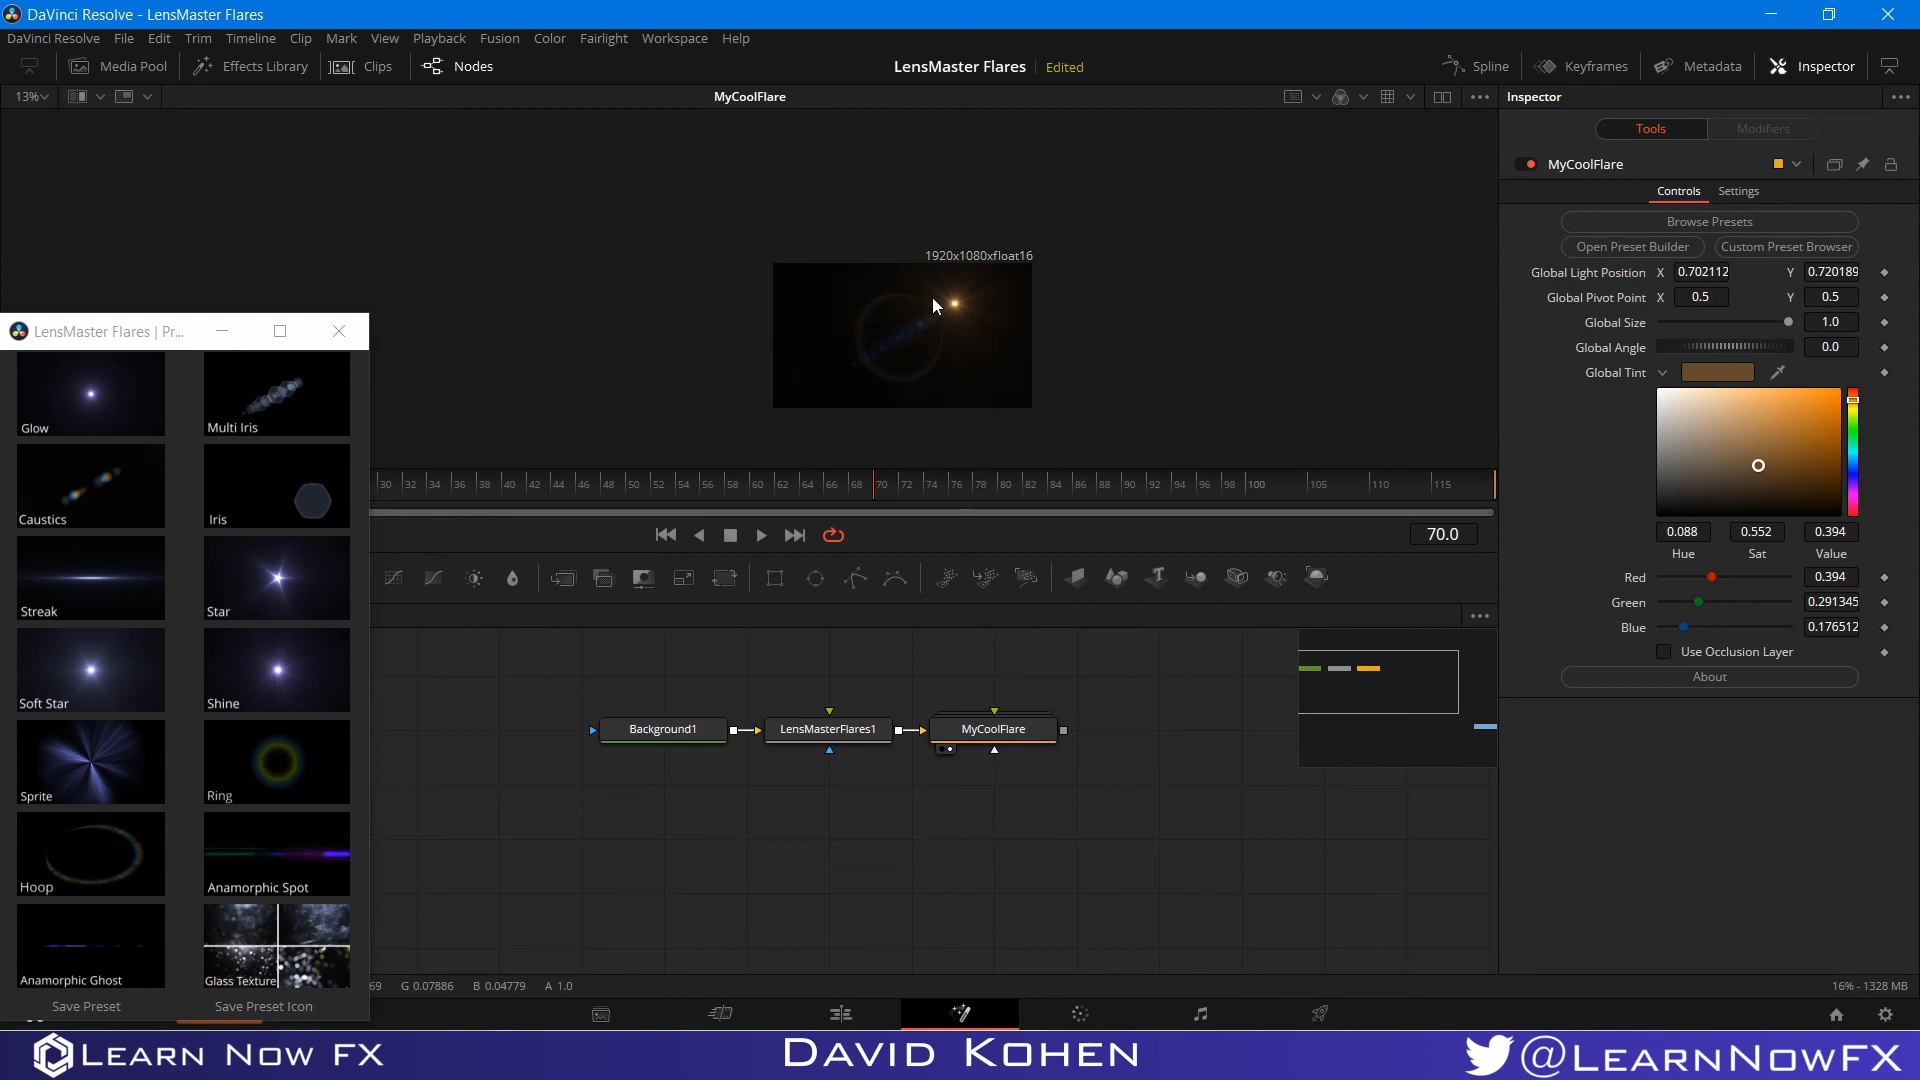 DaVinci Resolve - LensMaster Flares
DaVinci Resolve File Edit Trim Timeline Clip Mark View Playback Fusion Color Fairlight Workspace Help
Media Pool Effects Library Clips Nodes LensMaster Flares Edited Spline Keyframes Metadata Inspector
13% MyCoolFlare Inspector
Tools Modifiers
MyCoolFlare
Controls Settings
Browse Presets
Open Preset Builder Custom Preset Browser
1920x1080xfloat16
Global Light Position X 0.702112 Y 0.720189
Global Pivot Point X 0.5 Y 0.5
Global Size 1.0
Global Angle 0.0
Global Tint
0.088 0.552 0.394
Hue Sat Value
Red 0.394
Green 0.291345
Blue 0.176512
Use Occlusion Layer
About
LensMaster Flares | Pr...
Glow Multi Iris
Caustics Iris
Streak Star
Soft Star Shine
Sprite Ring
Hoop Anamorphic Spot
Anamorphic Ghost Glass Texture
Save Preset Save Preset Icon
30 32 34 36 38 40 42 44 46 48 50 52 54 56 58 60 62 64 66 68 70 72 74 76 78 80 82 84 86 88 90 92 94 96 98 100 105 110 115
70.0
Background1 LensMasterFlares1 MyCoolFlare
69 G 0.07886 B 0.04779 A 1.0 16% - 1328 MB
LEARN NOW FX DAVID KOHEN @LEARNNOWFX